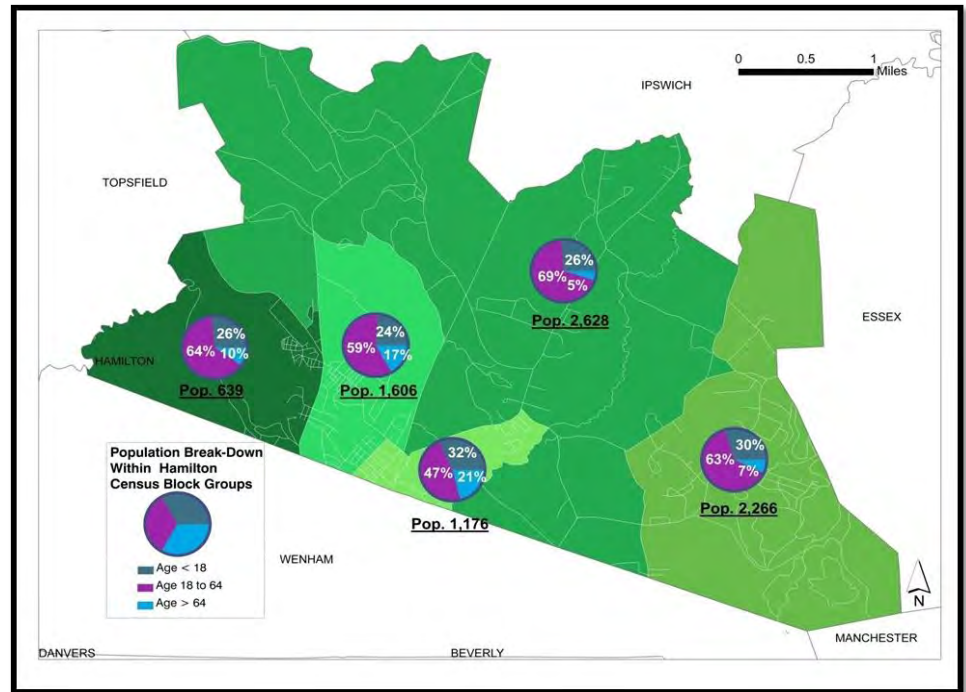 0 0.5 1
Miles
IPSWICH
TOPSFIELD
26%
69%
5%
Pop. 2,628
ESSEX
26%
64%
10%
HAMILTON
Pop. 639
24%
59%
17%
Pop. 1,606
32%
47%
21%
Pop. 1,176
30%
63%
7%
Pop. 2,266
Population Break-Down
Within Hamilton
Census Block Groups
Age < 18
Age 18 to 64
Age > 64
WENHAM
N
MANCHESTER
DANVERS
BEVERLY